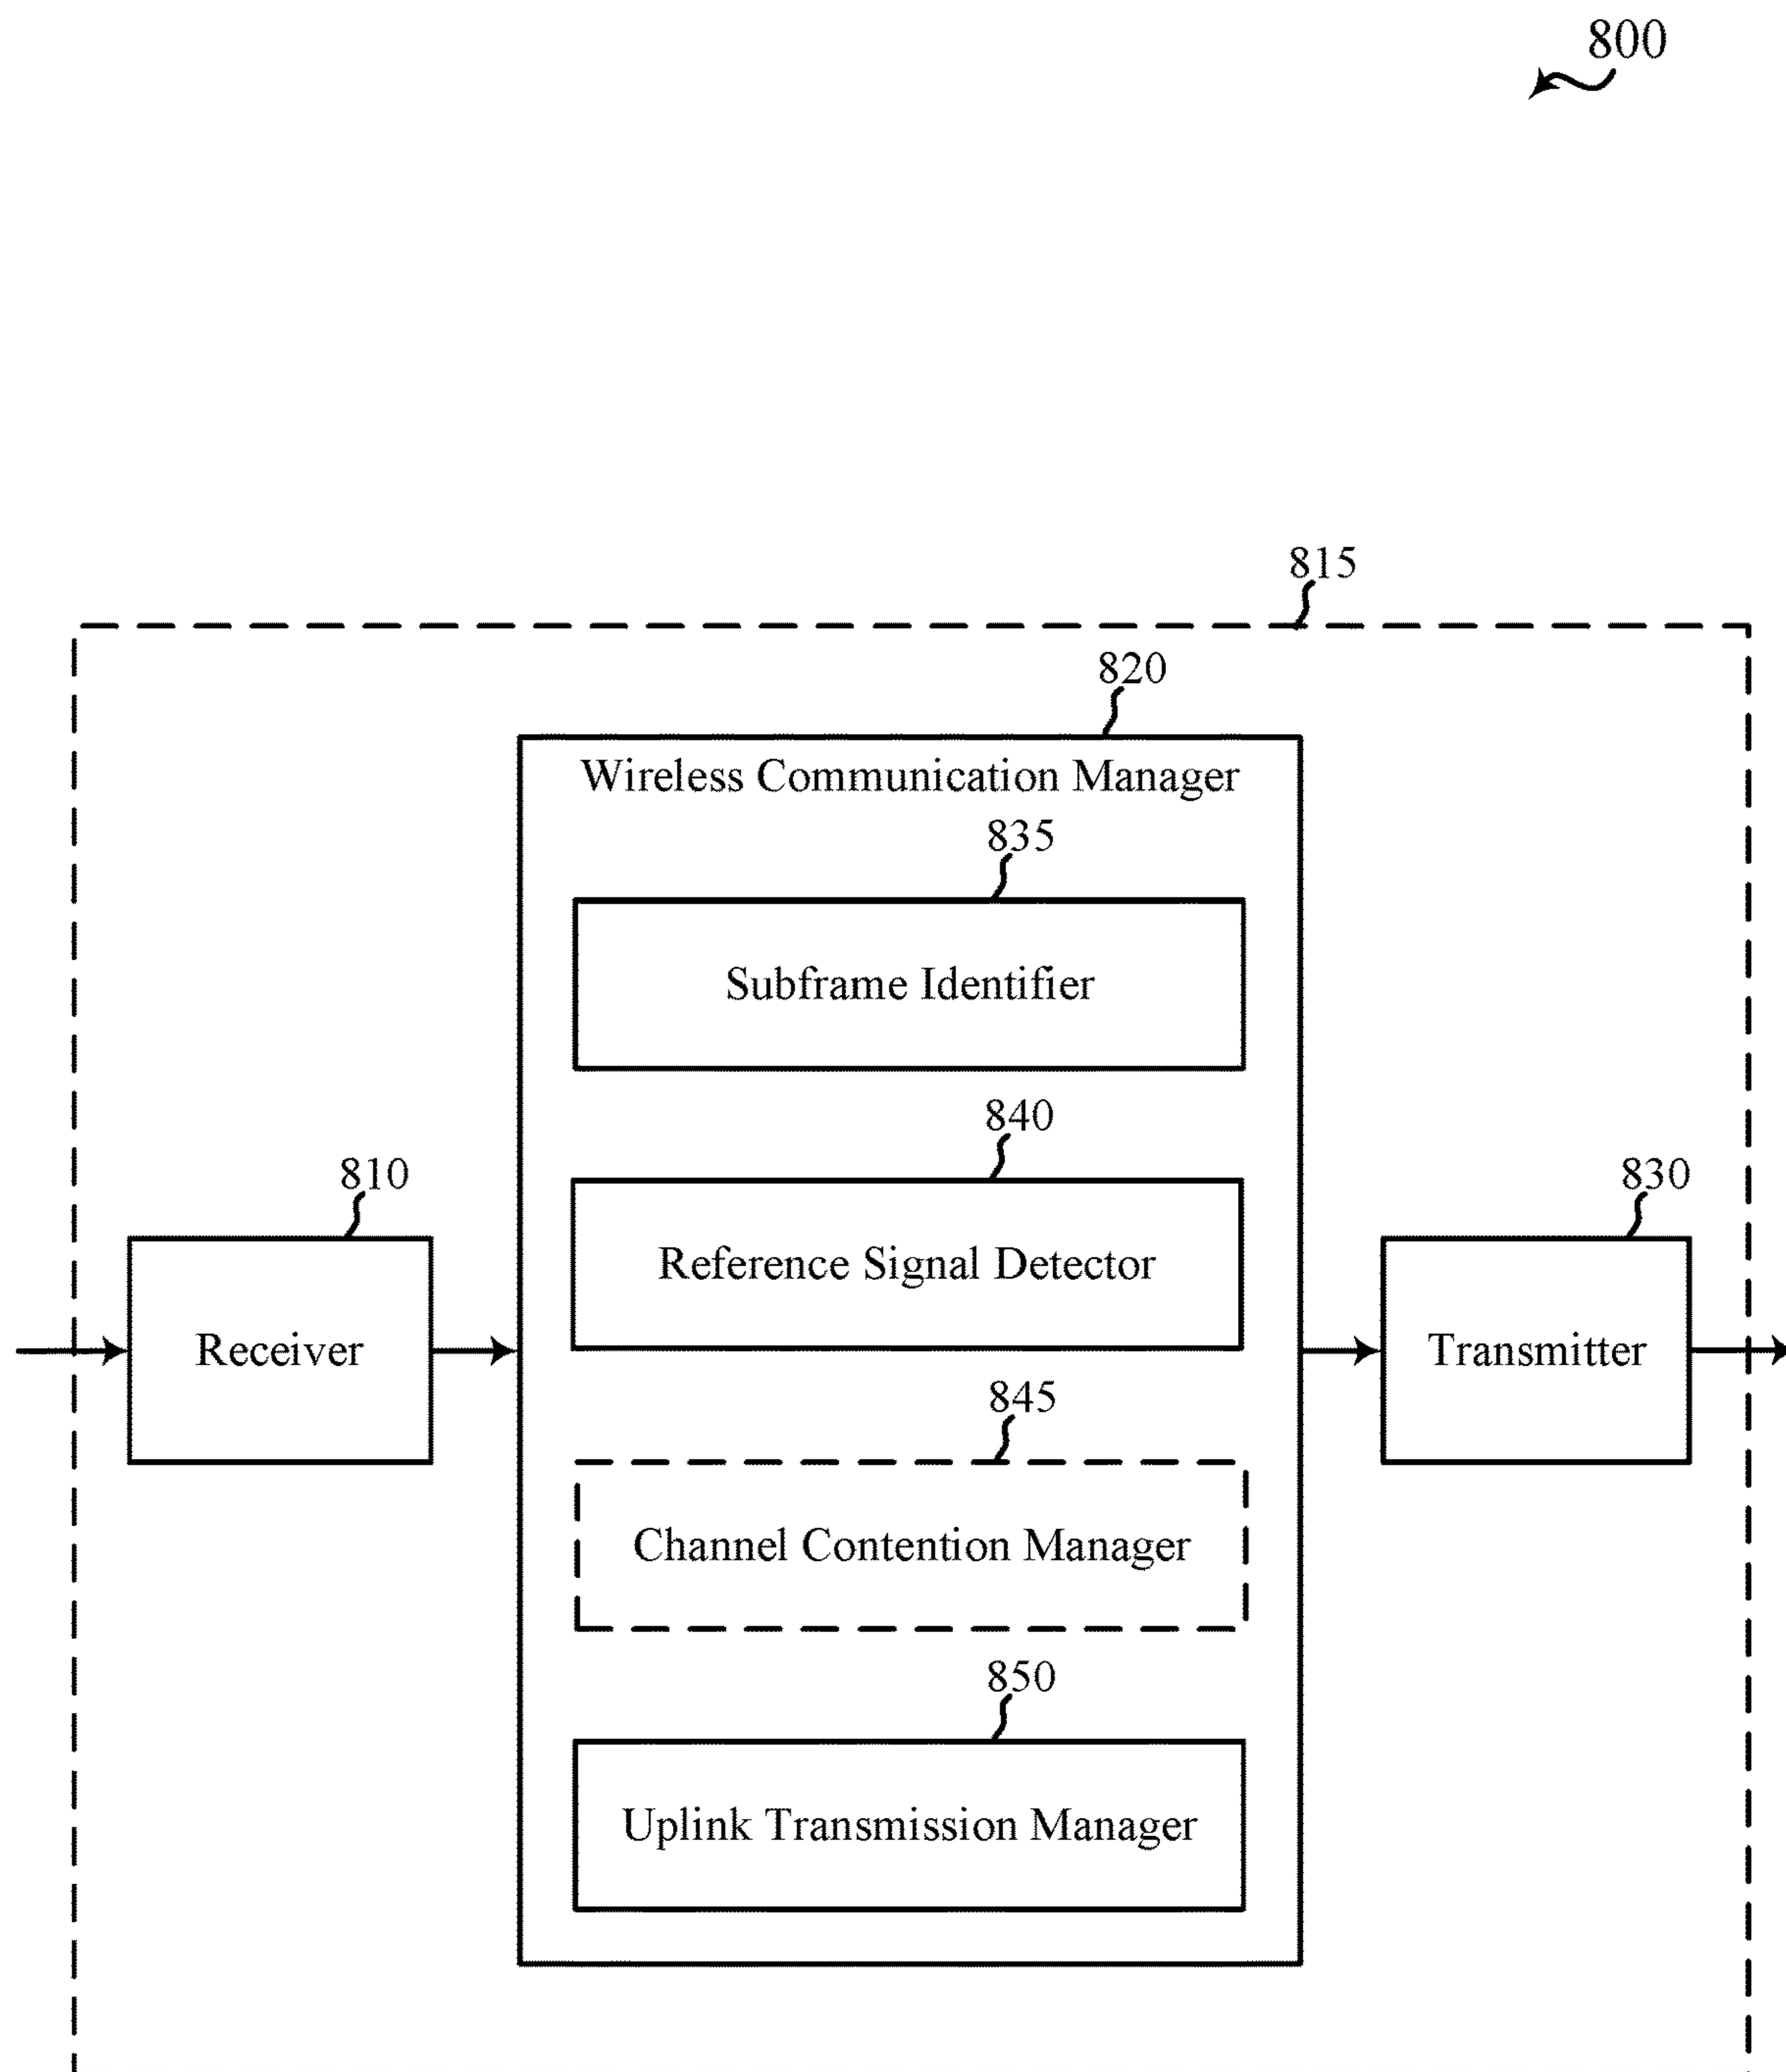 800
815
820
Wireless Communication Manager
835
Subframe Identifier
840
Reference Signal Detector
810
Receiver
830
Transmitter
845
Channel Contention Manager
850
Uplink Transmission Manager